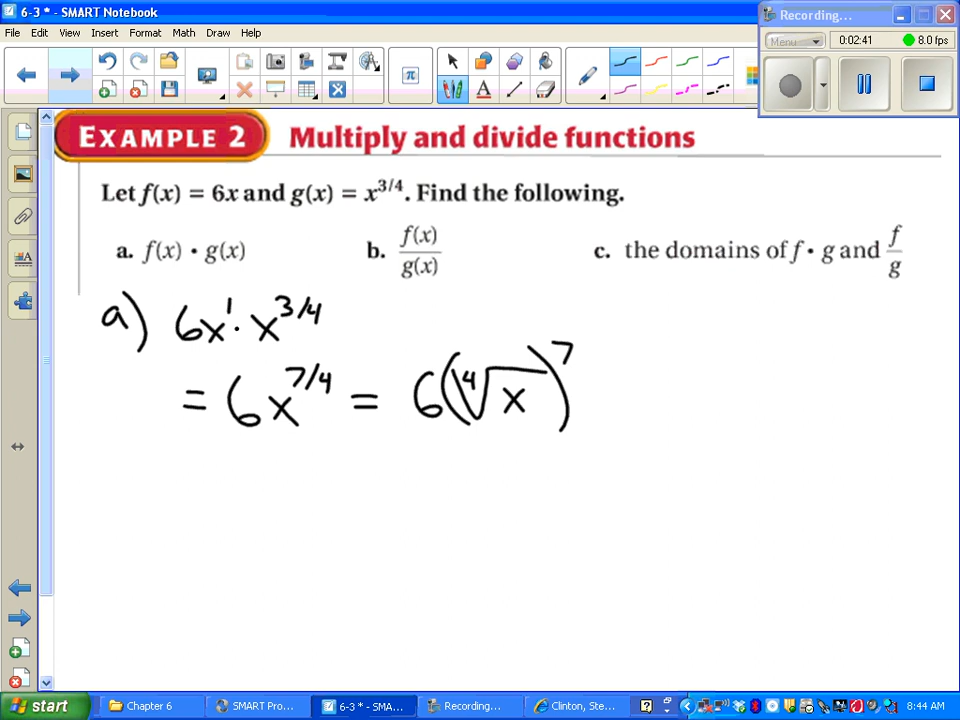 6-3 * - SMART Notebook
Recording...
File Edit View Insert Format Math Draw Help
Menu 0:02:41 8.0 fps
EXAMPLE 2 Multiply and divide functions
Let f(x) = 6x and g(x) = x^{3/4}. Find the following.
a. f(x) · g(x) b. f(x)/g(x) c. the domains of f · g and f/g
a) 6x^1 · x^{3/4}
= 6x^{7/4} = 6(∜x)^7
start Chapter 6 SMART Pro... 6-3 * - SMA... Recording... Clinton, Ste... 8:44 AM